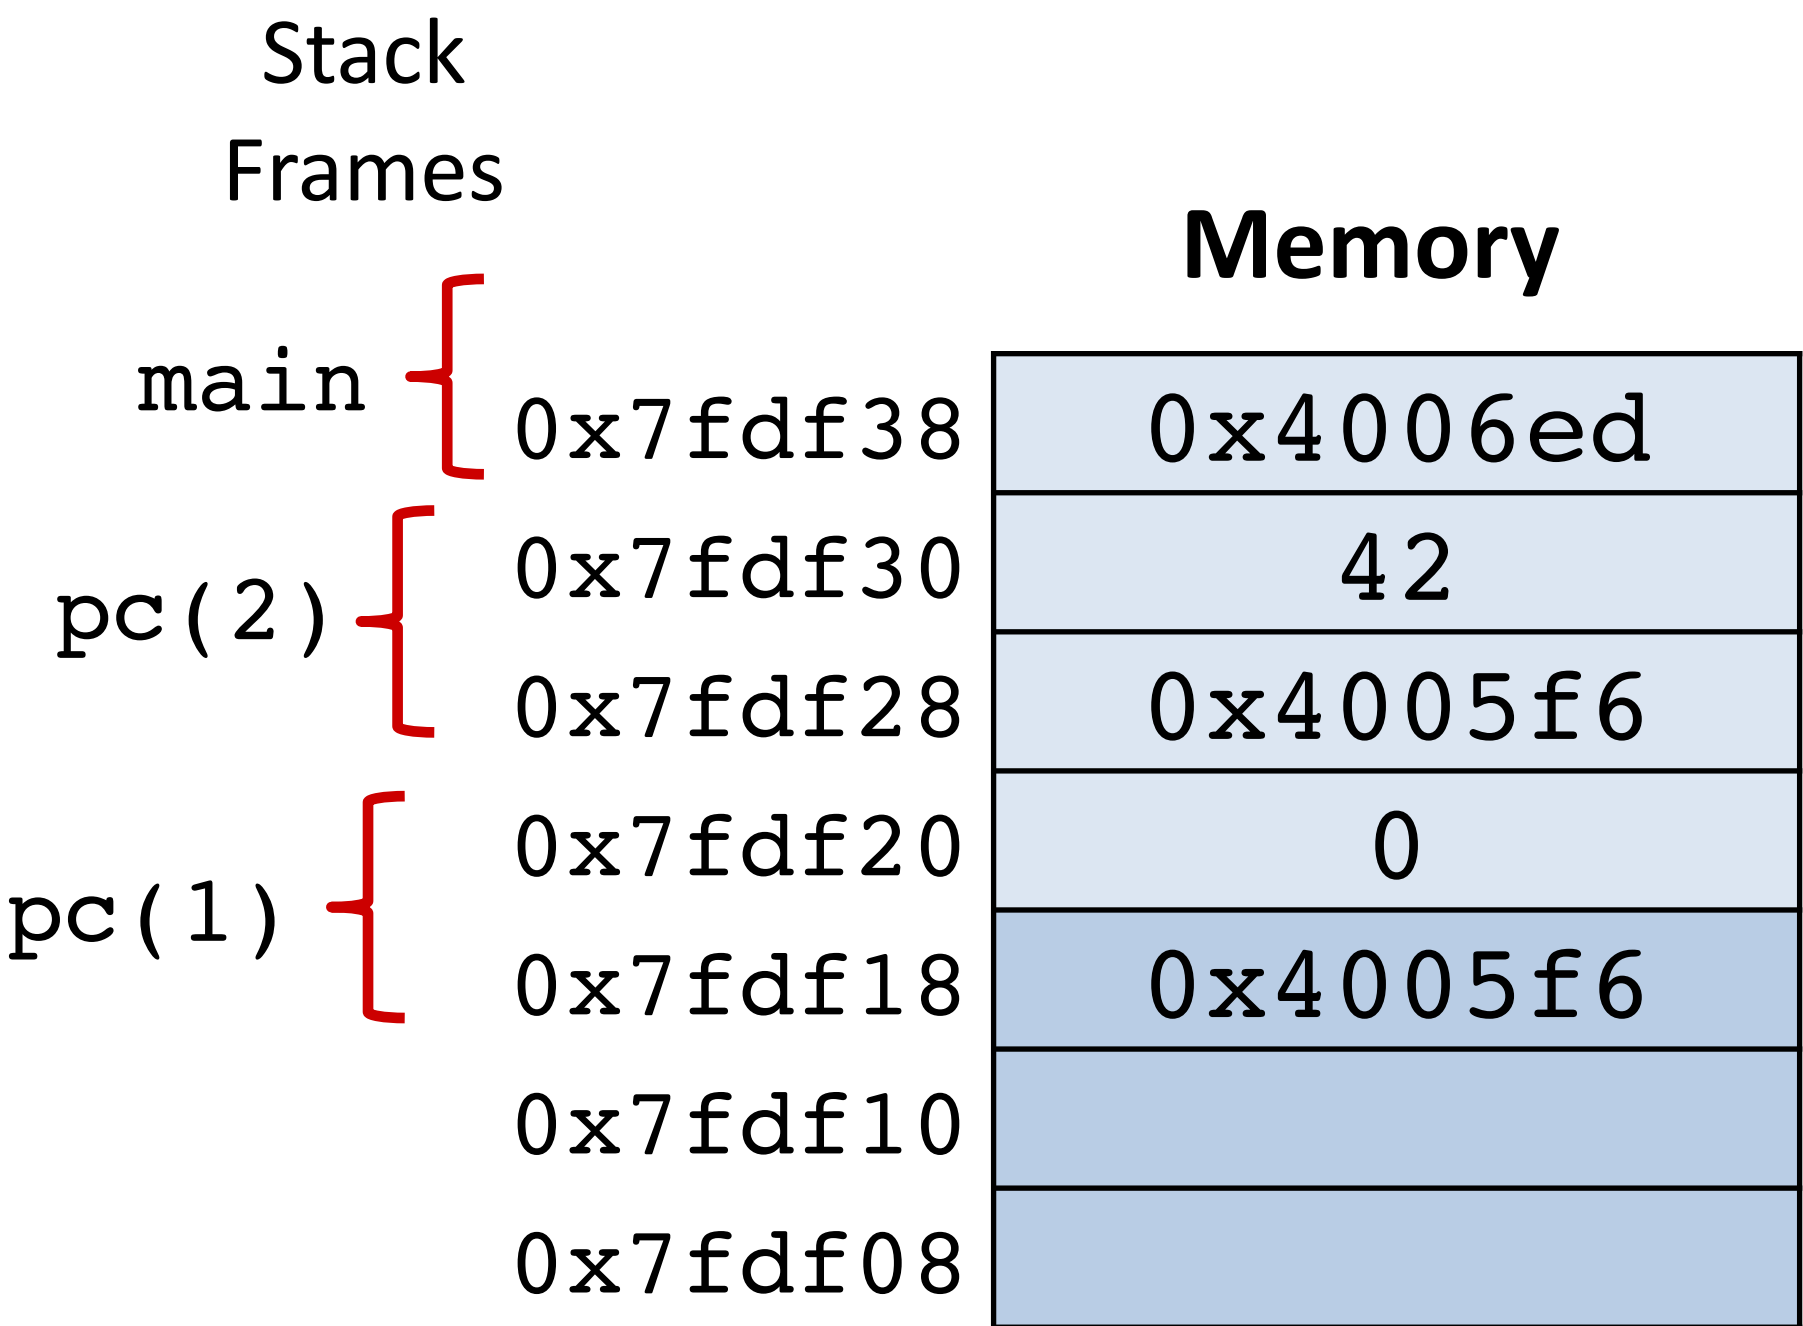 Stack
Frames
Memory
main
0x7fdf38 0x4006ed
0x7fdf30 42
pc(2)
0x7fdf28 0x4005f6
0x7fdf20 0
pc(1)
0x7fdf18 0x4005f6
0x7fdf10
0x7fdf08